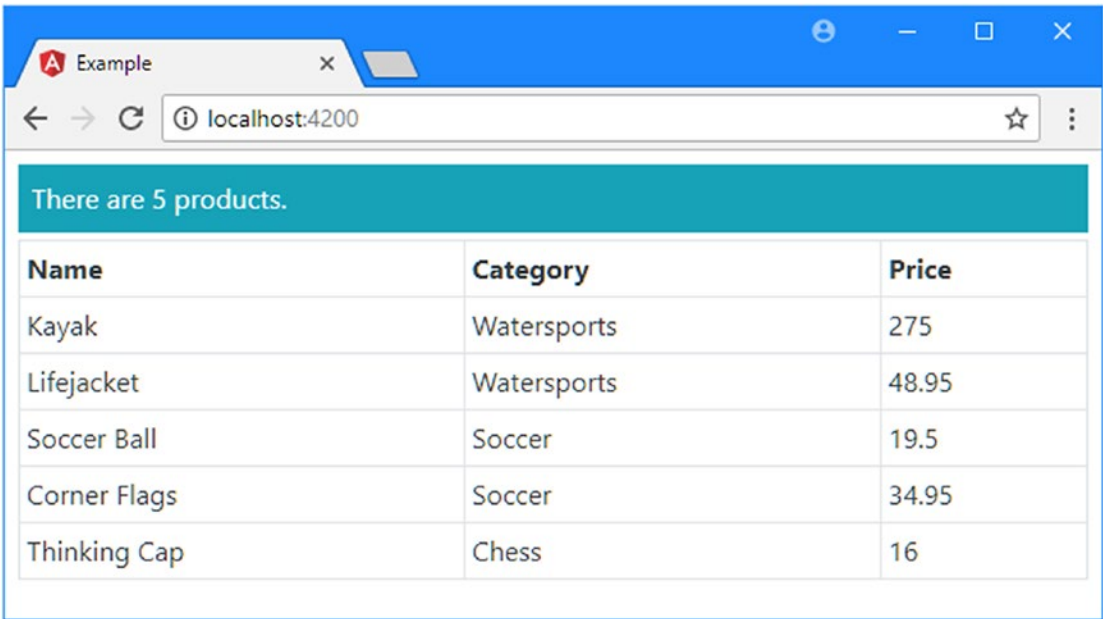 Example
localhost:4200
There are 5 products.
Name Category Price
Kayak Watersports 275
Lifejacket Watersports 48.95
Soccer Ball Soccer 19.5
Corner Flags Soccer 34.95
Thinking Cap Chess 16